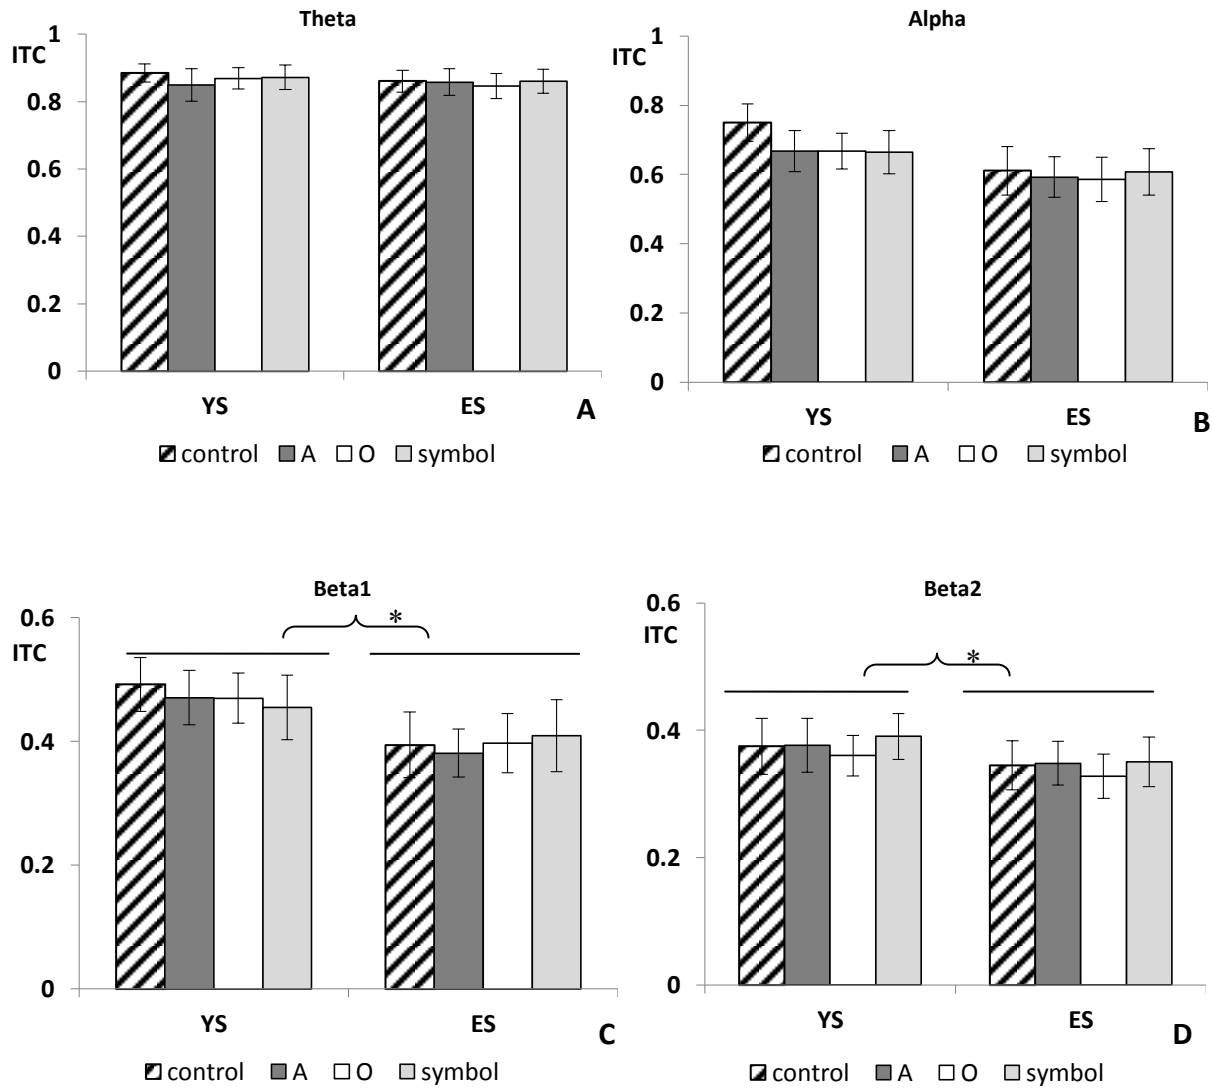 Theta
ITC
1
0.8
0.6
0.4
0.2
0
YS ES A
control A O symbol
Alpha
ITC
1
0.8
0.6
0.4
0.2
0
YS ES B
control A O symbol
Beta1
ITC
0.6
0.4
0.2
0
*
YS ES C
control A O symbol
Beta2
ITC
0.6
0.4
0.2
0
*
YS ES D
control A O symbol